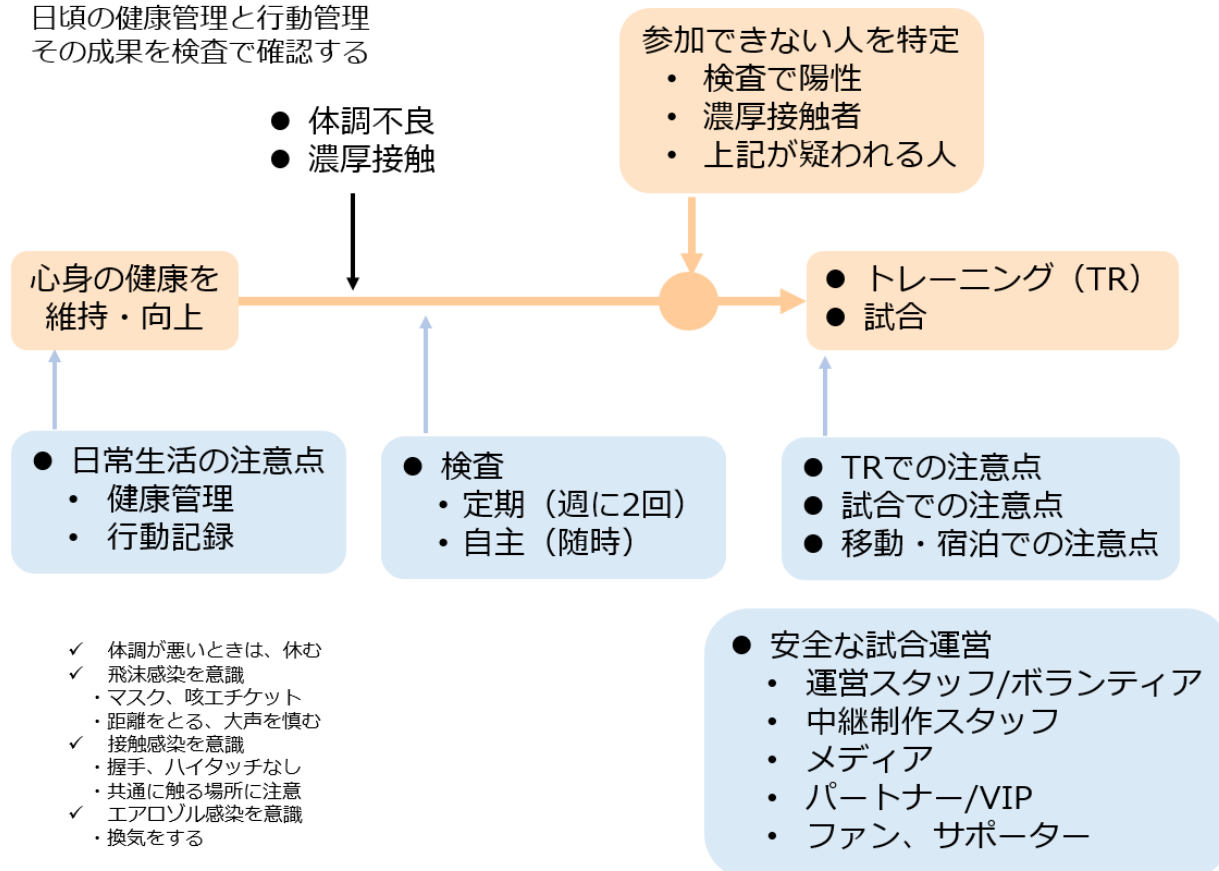 日頃の健康管理と行動管理
その成果を検査で確認する
● 体調不良
● 濃厚接触
参加できない人を特定
• 検査で陽性
• 濃厚接触者
• 上記が疑われる人
心身の健康を
維持・向上
● トレーニング（TR）
● 試合
● 日常生活の注意点
• 健康管理
• 行動記録
● 検査
・定期（週に2回）
・自主（随時）
● TRでの注意点
● 試合での注意点
● 移動・宿泊での注意点
✓ 体調が悪いときは、休む
✓ 飛沫感染を意識
・マスク、咳エチケット
・距離をとる、大声を慎む
✓ 接触感染を意識
・握手、ハイタッチなし
・共通に触る場所に注意
✓ エアロゾル感染を意識
・換気をする
● 安全な試合運営
• 運営スタッフ/ボランティア
• 中継制作スタッフ
• メディア
• パートナー/VIP
• ファン、サポーター